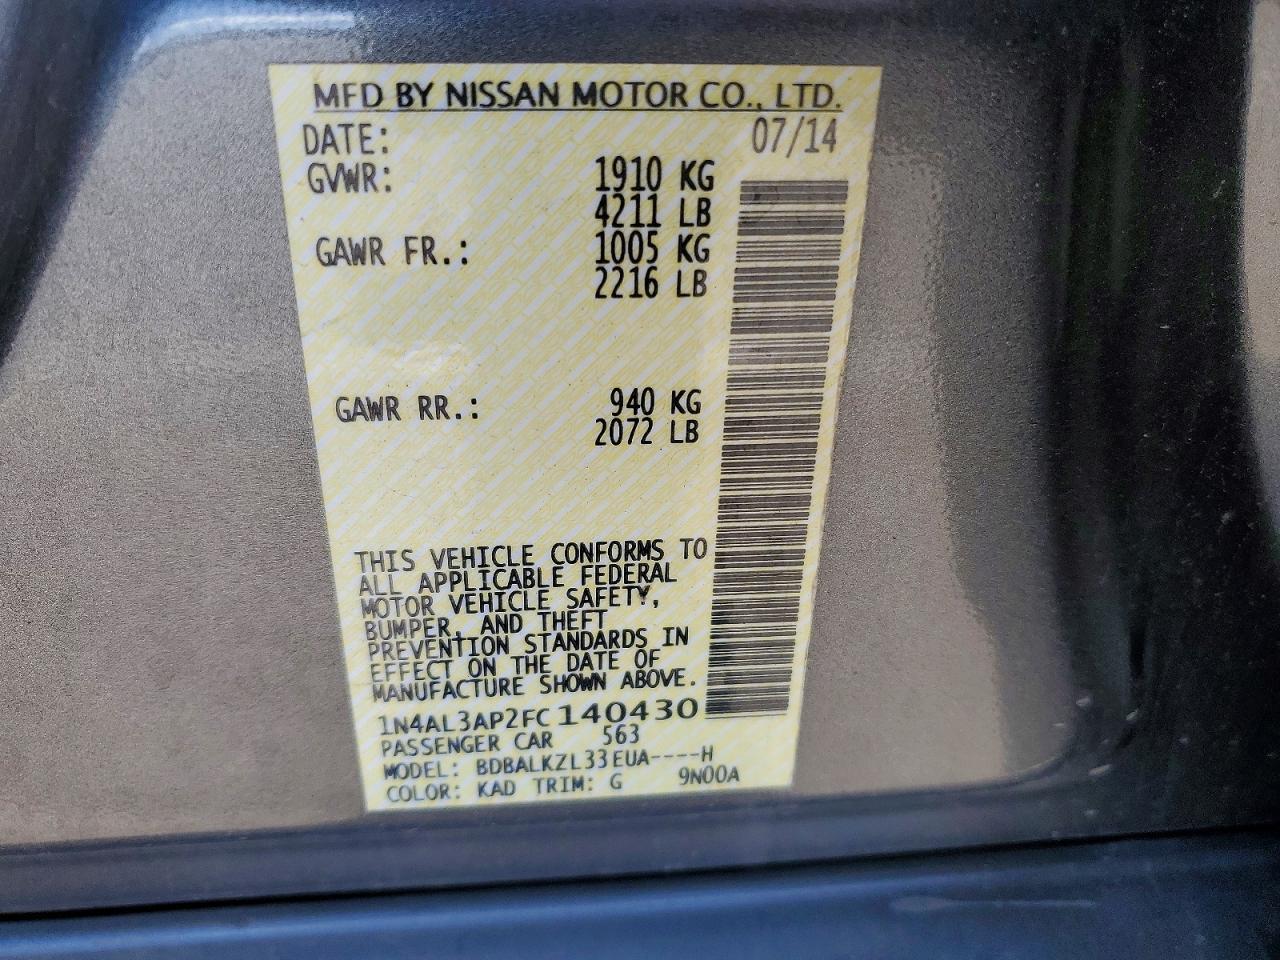 MFD BY NISSAN MOTOR CO., LTD.
DATE: 07/14
GVWR: 1910 KG
4211 LB
GAWR FR.: 1005 KG
2216 LB
GAWR RR.: 940 KG
2072 LB
THIS VEHICLE CONFORMS TO
ALL APPLICABLE FEDERAL
MOTOR VEHICLE SAFETY,
BUMPER, AND THEFT
PREVENTION STANDARDS IN
EFFECT ON THE DATE OF
MANUFACTURE SHOWN ABOVE.
1N4AL3AP2FC140430
PASSENGER CAR 563
MODEL: BDBALKZL33EUA----H
COLOR: KAD TRIM: G 9N00A